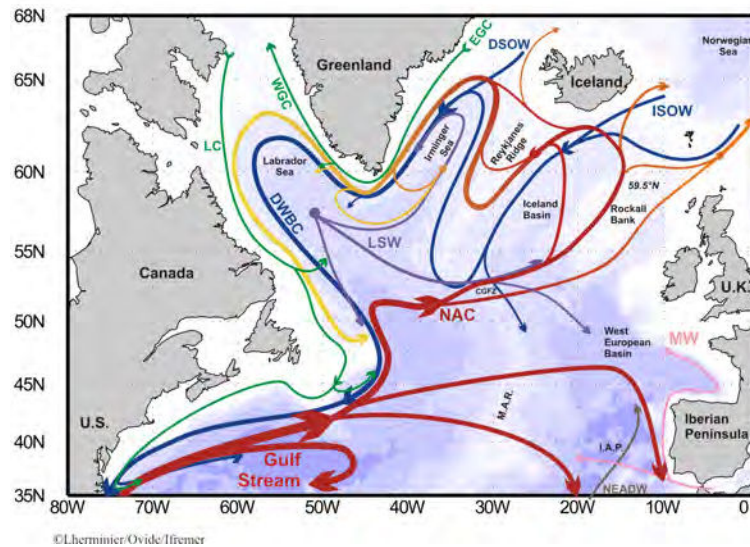 68N
65N
60N
55N
50N
45N
40N
35N
80W
70W
60W
50W
40W
30W
20W
10W
Greenland
Iceland
Norwegian
Sea
DSOW
EGC
WGC
LC
ISOW
Irminger
Sea
Reykjanes
Ridge
Labrador
Sea
59.5°N
Iceland
Basin
Rockall
Bank
DWBC
LSW
Canada
CGFZ
NAC
U.K.
West
European
Basin
MW
M.A.R.
U.S.
Iberian
Peninsula
I.A.P.
Gulf
Stream
NEADW
©Lherminier/Ovide/Ifremer